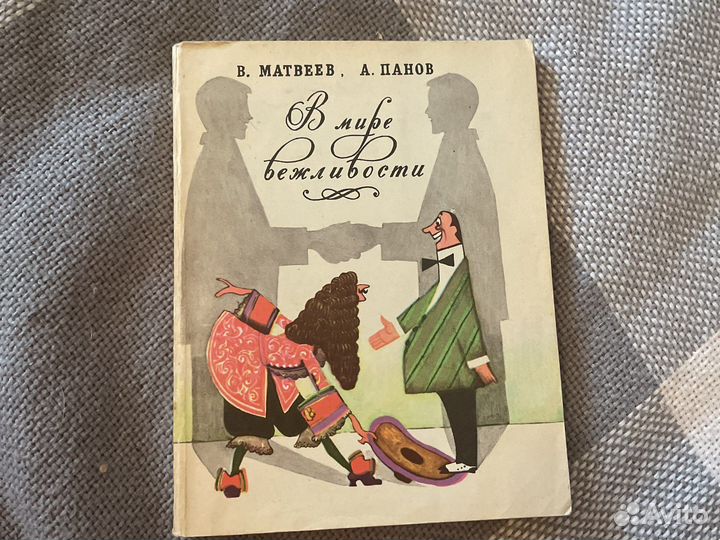 В. МАТВЕЕВ, А. ПАНОВ
В мире
вежливости
Avito